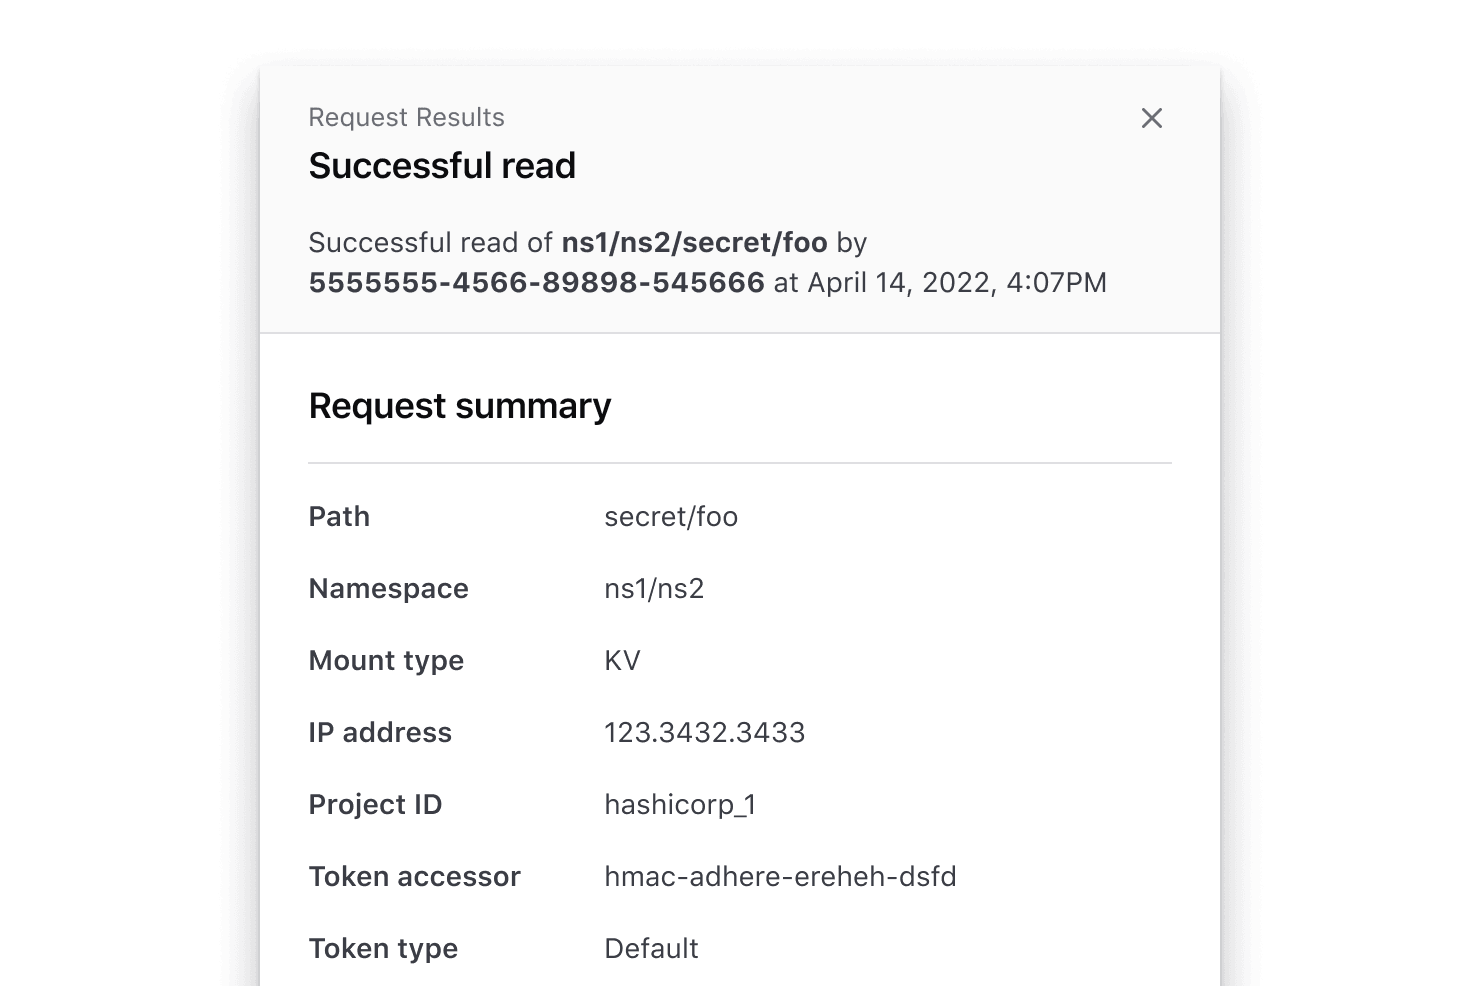 Request Results
Successful read
Successful read of ns1/ns2/secret/foo by
5555555-4566-89898-545666 at April 14, 2022, 4:07PM
Request summary
Path secret/foo
Namespace ns1/ns2
Mount type KV
IP address 123.3432.3433
Project ID hashicorp_1
Token accessor hmac-adhere-ereheh-dsfd
Token type Default